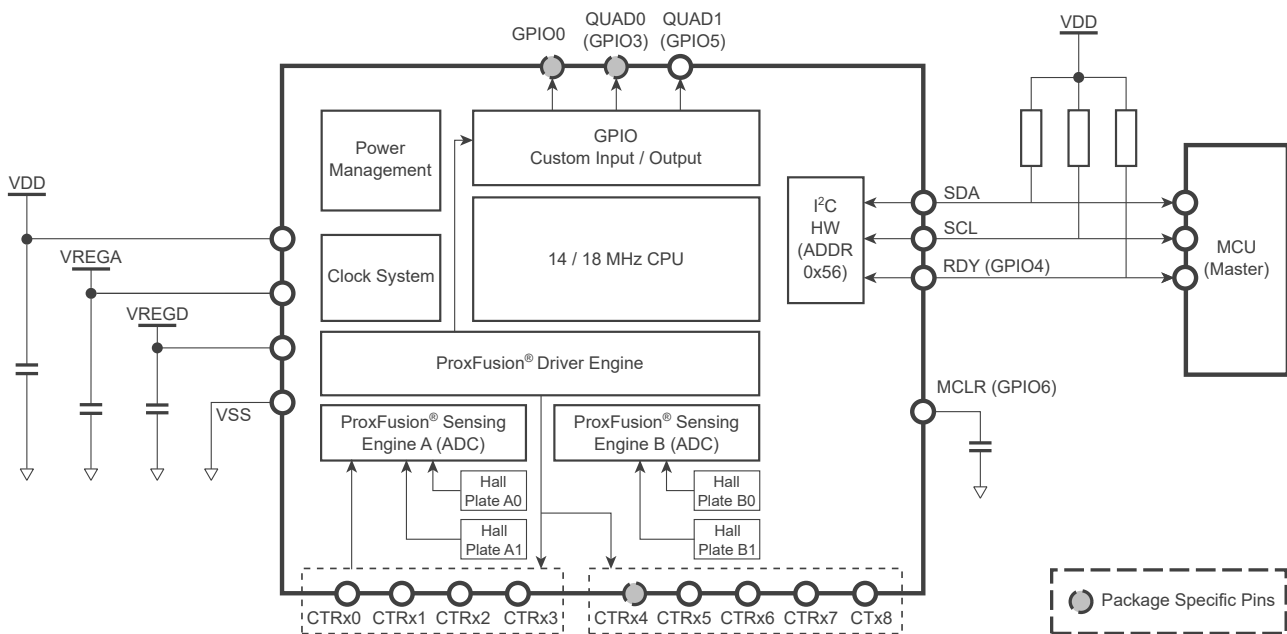 GPIO0
QUAD0
(GPIO3)
QUAD1
(GPIO5)
VDD
Power
Management
GPIO
Custom Input / Output
VDD
VREGA
VREGD
VSS
Clock System
14 / 18 MHz CPU
I²C
HW
(ADDR
0x56)
SDA
SCL
RDY (GPIO4)
MCU
(Master)
ProxFusion® Driver Engine
MCLR (GPIO6)
ProxFusion® Sensing
Engine A (ADC)
ProxFusion® Sensing
Engine B (ADC)
Hall
Plate A0
Hall
Plate A1
Hall
Plate B0
Hall
Plate B1
CTRx0
CTRx1
CTRx2
CTRx3
CTRx4
CTRx5
CTRx6
CTRx7
CTx8
Package Specific Pins